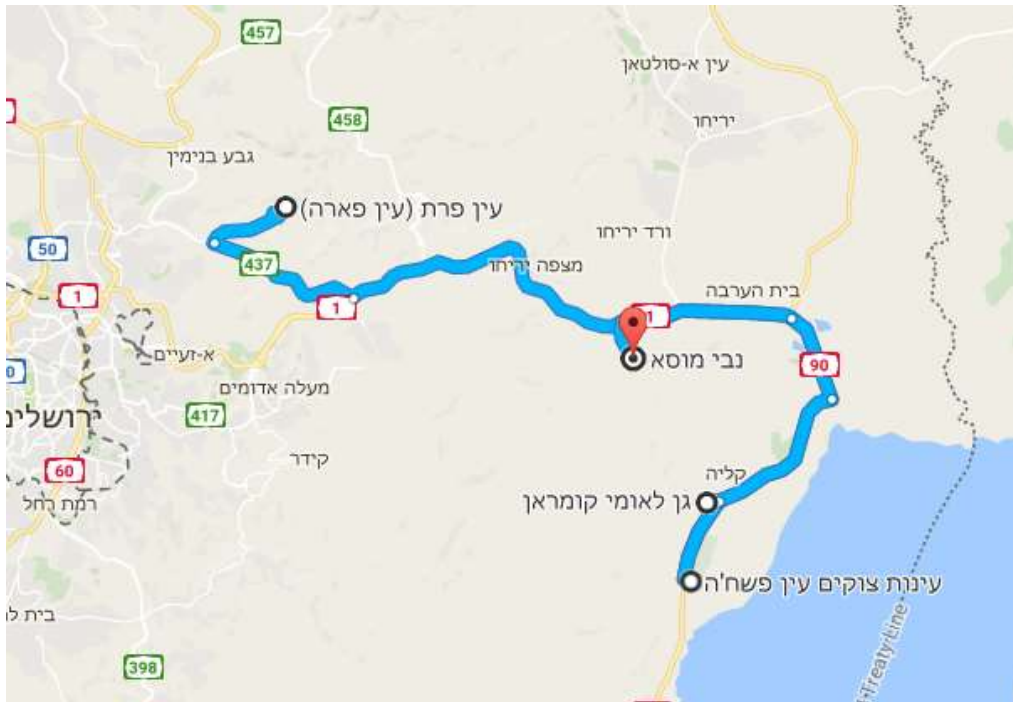 457
עין א-סולטאן
458
יריחו
גבע בנימין
עין פרת (עין פארה)
50
437
ורד יריחו
מצפה יריחו
1
1
1
בית הערבה
א-זעיים
נבי מוסא
90
מעלה אדומים
417
ירושלים
קידר
60
קליה
רמת רחל
גן לאומי קומראן
עינות צוקים עין פשח'ה
בית ל
398
Treaty Line